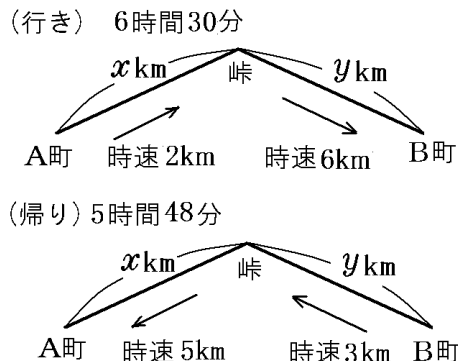 (行き) 6時間30分
xkm ykm
峠
A町 時速2km 時速6km B町
(帰り)5時間48分
xkm ykm
峠
A町 時速5km 時速3km B町